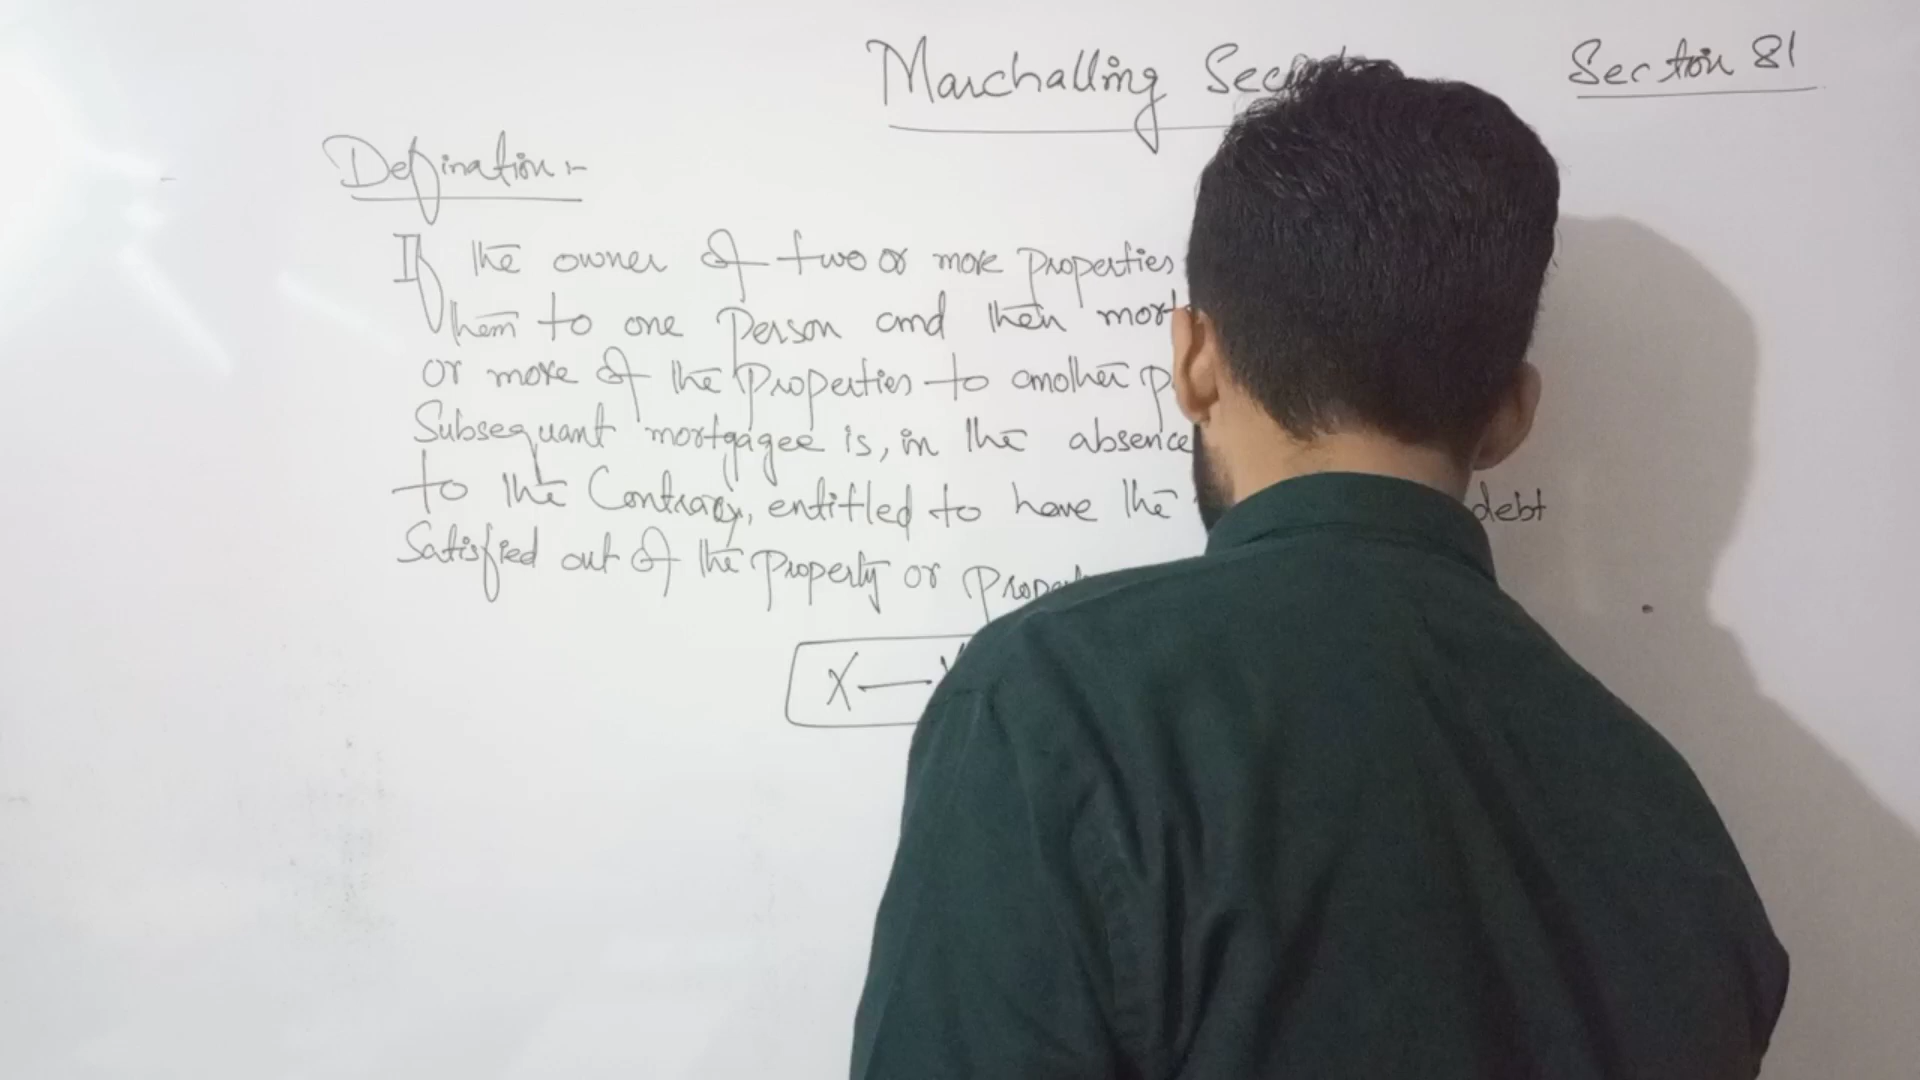 Marchalling
Section 81
Defination :-
If the owner of two or more properties
them to one person and then
or more of the properties to another
Subsequant mortgagee is, in the absence
to the Contrary, entitled to have the debt
Satisfied out of the property or
X —